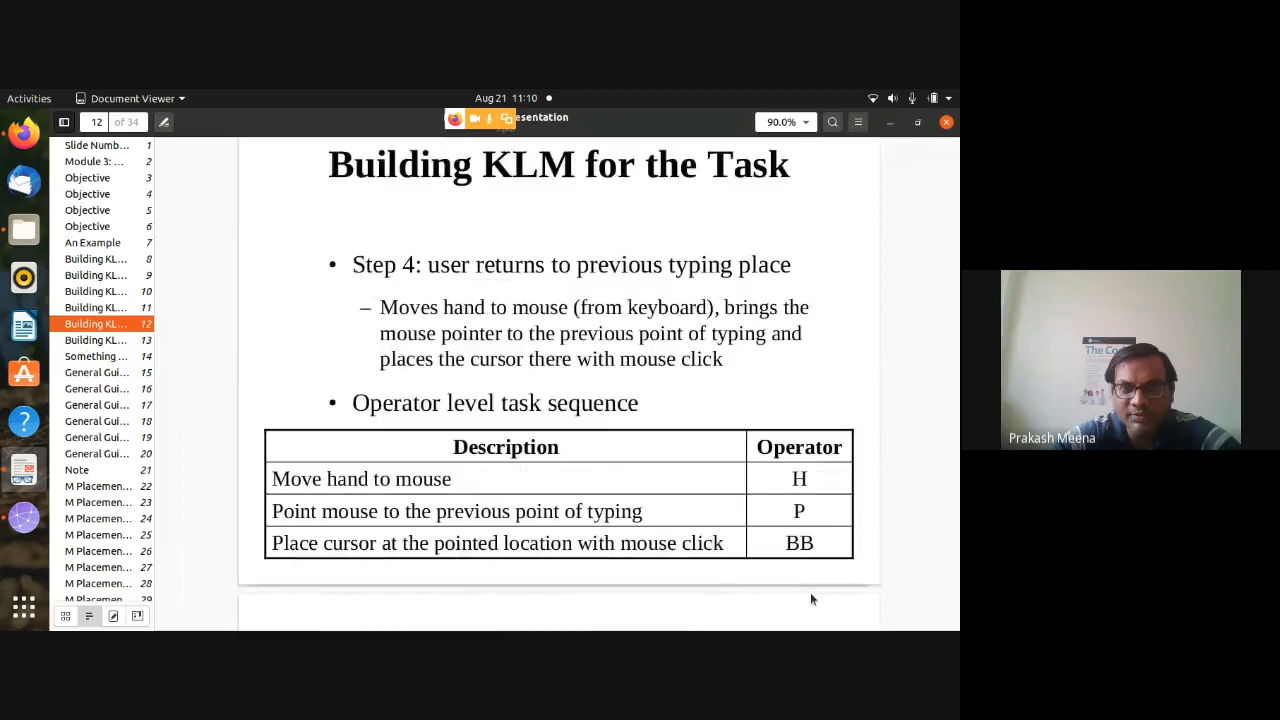 Activities
Document Viewer
Aug 21 11:10
12 of 34
esentation
90.0%
Slide Numb... 1
Module 3: ... 2
Objective 3
Objective 4
Objective 5
Objective 6
An Example 7
Building KL... 8
Building KL... 9
Building KL... 10
Building KL... 11
Building KL... 12
Building KL... 13
Something ... 14
General Gui... 15
General Gui... 16
General Gui... 17
General Gui... 18
General Gui... 19
General Gui... 20
Note 21
M Placemen... 22
M Placemen... 23
M Placemen... 24
M Placemen... 25
M Placemen... 26
M Placemen... 27
M Placemen... 28
M Placemen... 29
Building KLM for the Task
• Step 4: user returns to previous typing place
– Moves hand to mouse (from keyboard), brings the
mouse pointer to the previous point of typing and
places the cursor there with mouse click
• Operator level task sequence
Description Operator
Move hand to mouse H
Point mouse to the previous point of typing P
Place cursor at the pointed location with mouse click BB
Prakash Meena